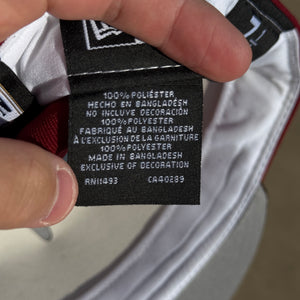 7
100% POLIÉSTER
HECHO EN BANGLADESH
NO INCLUYE DECORACIÓN
100% POLYESTER
FABRIQUÉ AU BANGLADESH
À L'EXCLUSION DE LA GARNITURE
100% POLYESTER
MADE IN BANGLADESH
EXCLUSIVE OF DECORATION
RN11493 CA40289